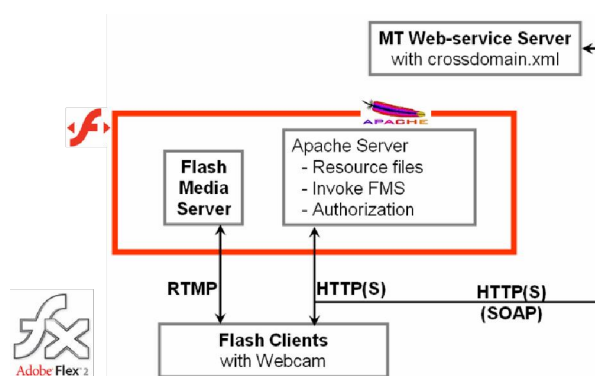 MT Web-service Server
with crossdomain.xml
APACHE
Apache Server
- Resource files
- Invoke FMS
- Authorization
Flash
Media
Server
RTMP
HTTP(S)
HTTP(S)
(SOAP)
Flash Clients
with Webcam
fx
Adobe Flex 2